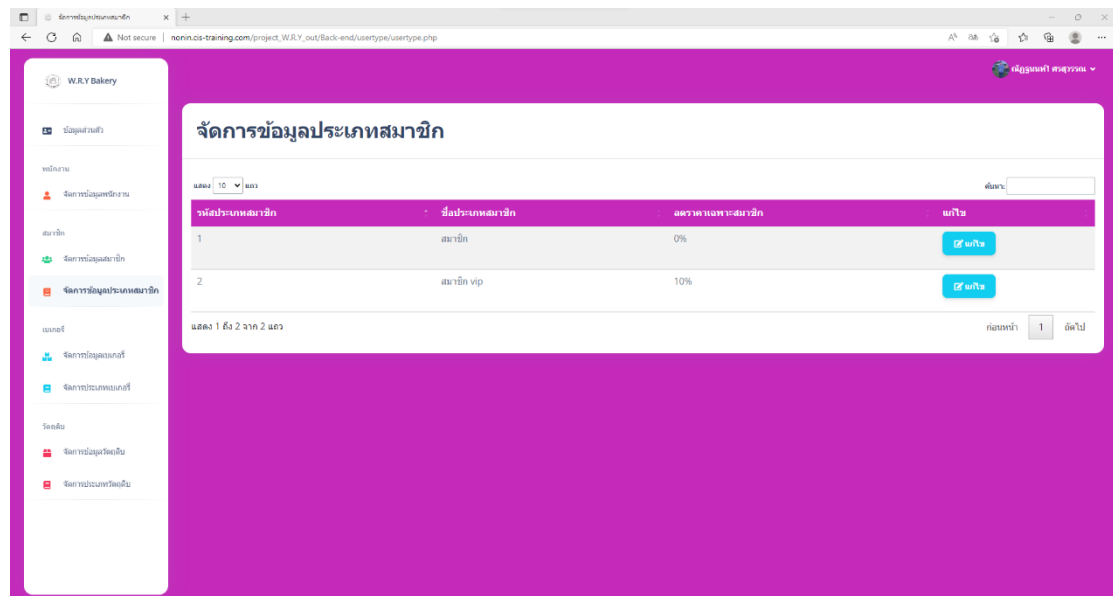 จัดการข้อมูลประเภทสมาชิก
Not secure
nonin.cis-training.com/project_W.R.Y_out/Back-end/usertype/usertype.php
W.R.Y Bakery
ข้อมูลส่วนตัว
พนักงาน
จัดการข้อมูลพนักงาน
สมาชิก
จัดการข้อมูลสมาชิก
จัดการข้อมูลประเภทสมาชิก
เบเกอรี่
จัดการข้อมูลเบเกอรี่
จัดการประเภทเบเกอรี่
วัตถุดิบ
จัดการข้อมูลวัตถุดิบ
จัดการประเภทวัตถุดิบ
จัดการข้อมูลประเภทสมาชิก
แสดง 10 แถว
ค้นหา:
รหัสประเภทสมาชิก ชื่อประเภทสมาชิก ลดราคาเฉพาะสมาชิก แก้ไข
1 สมาชิก 0% แก้ไข
2 สมาชิก vip 10% แก้ไข
แสดง 1 ถึง 2 จาก 2 แถว
ก่อนหน้า 1 ถัดไป